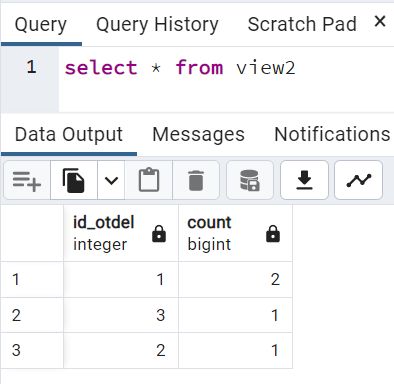 Query Query History Scratch Pad ×
1 select * from view2
Data Output Messages Notifications
id_otdel count
integer bigint
1 1 2
2 3 1
3 2 1